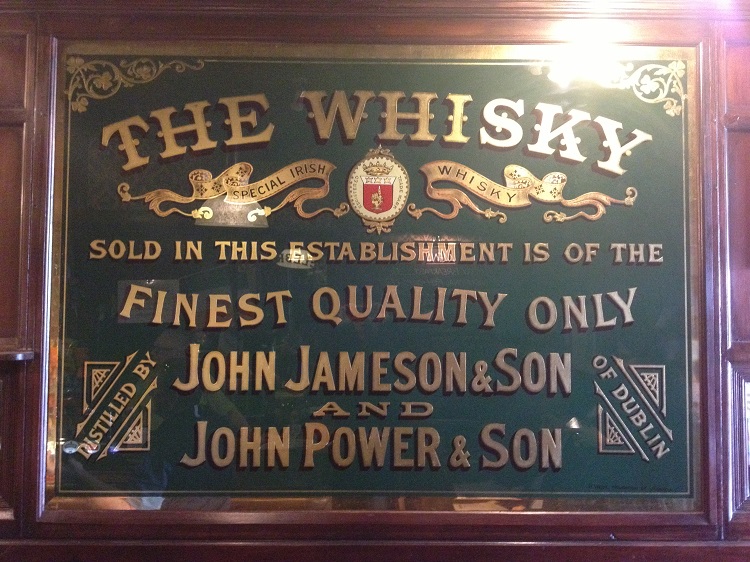 THE WHISKY
SPECIAL IRISH WHISKY
SOLD IN THIS ESTABLISHMENT IS OF THE
FINEST QUALITY ONLY
DISTILLED BY
JOHN JAMESON & SON
AND
JOHN POWER & SON
OF DUBLIN